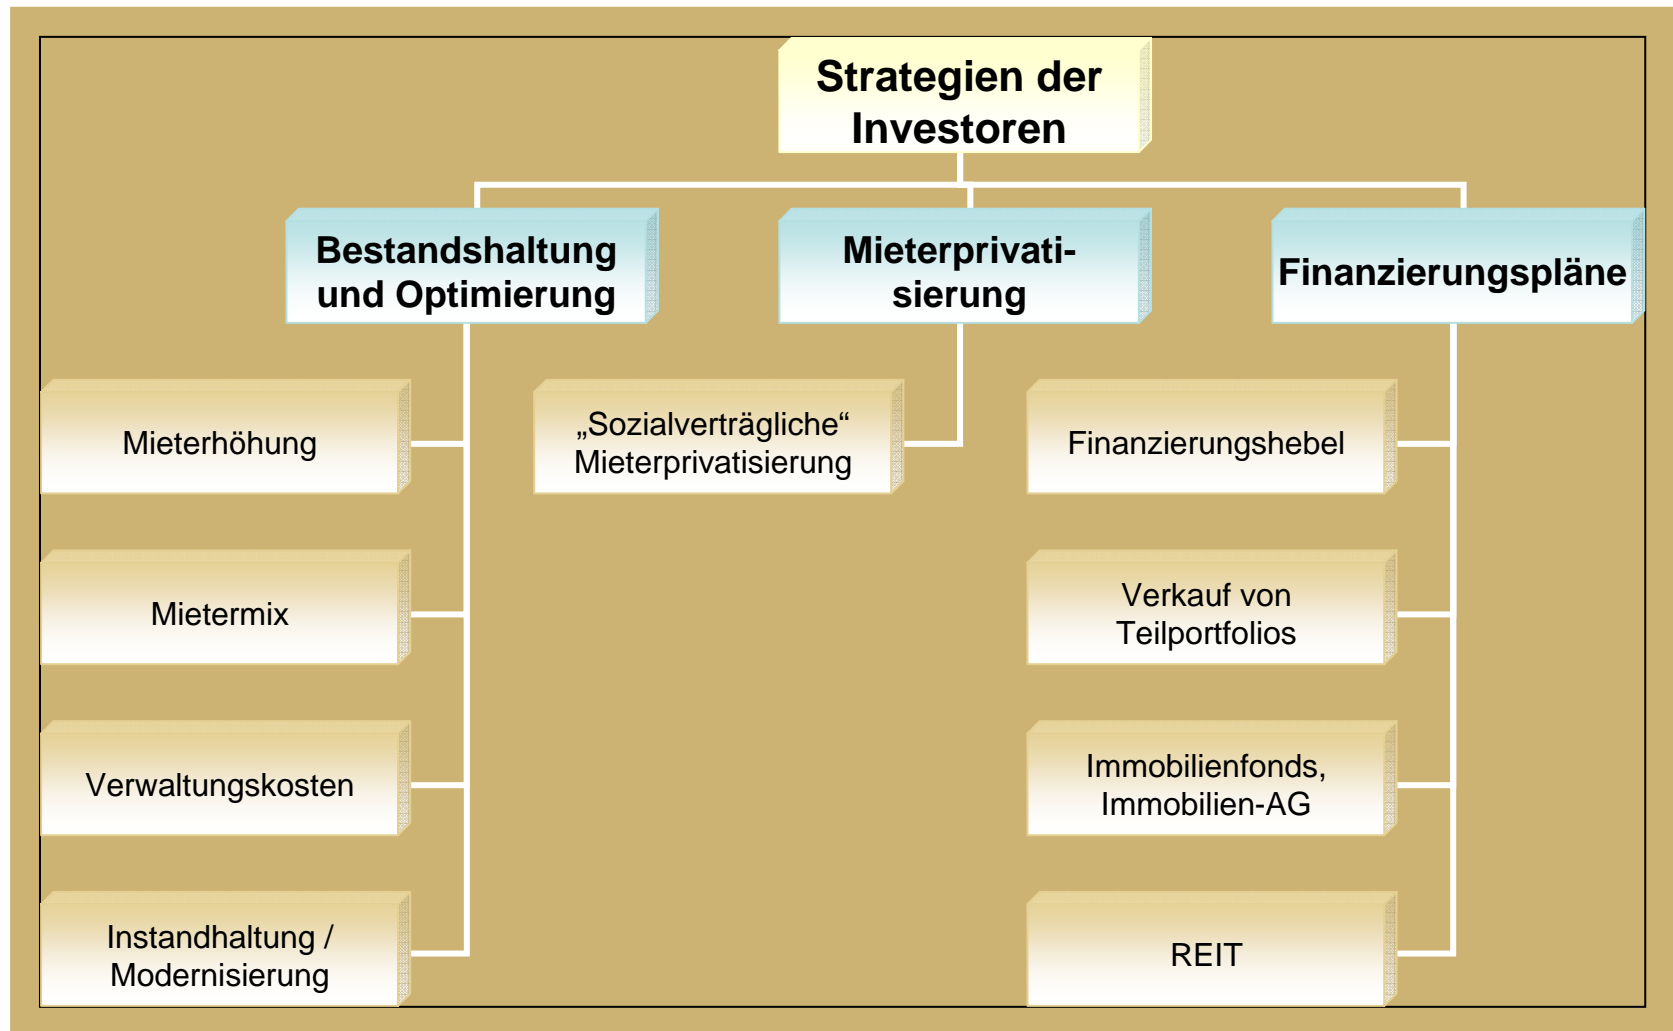 Strategien der
Investoren
Bestandshaltung
und Optimierung
Mieterprivati-
sierung
Finanzierungspläne
Mieterhöhung
„Sozialverträgliche“
Mieterprivatisierung
Finanzierungshebel
Mietermix
Verkauf von
Teilportfolios
Verwaltungskosten
Immobilienfonds,
Immobilien-AG
Instandhaltung /
Modernisierung
REIT